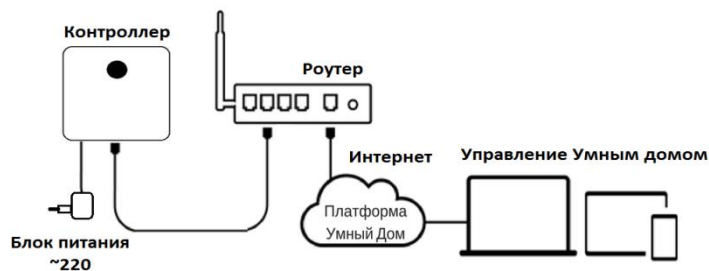 Контроллер
Роутер
Интернет
Управление Умным домом
Платформа
Умный Дом
Блок питания
~220